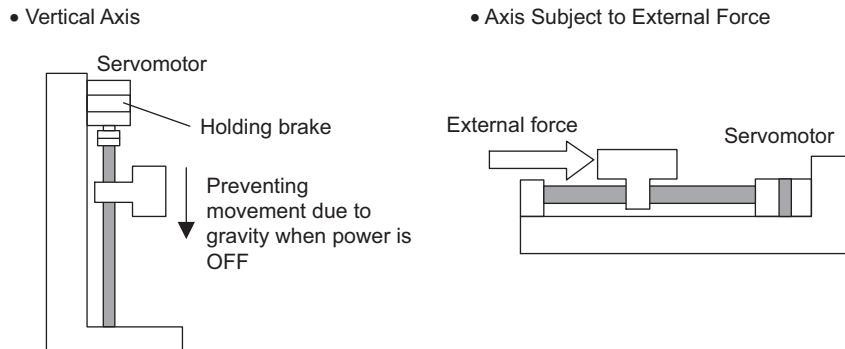 • Vertical Axis
Servomotor
Holding brake
Preventing
movement due to
gravity when power is
OFF
• Axis Subject to External Force
External force
Servomotor